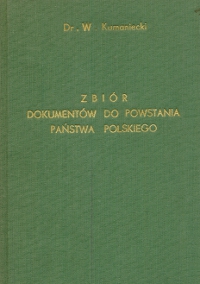 Dr. W Kumaniecki
ZBIÓR
DOKUMENTÓW DO POWSTANIA
PAŃSTWA POLSKIEGO